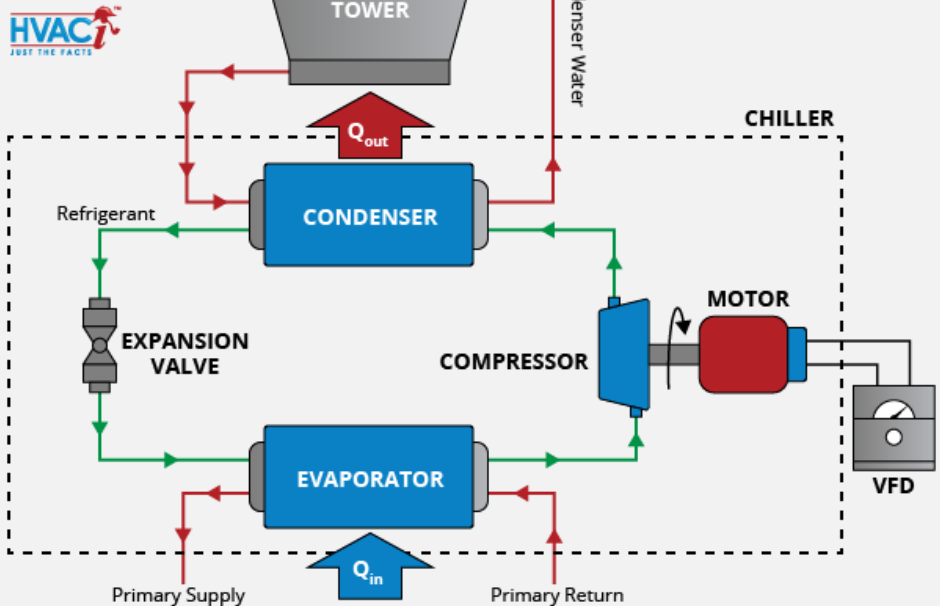 TOWER
HVACi™
JUST THE FACTS
enser Water
CHILLER
Qout
CONDENSER
Refrigerant
MOTOR
EXPANSION
VALVE
COMPRESSOR
EVAPORATOR
VFD
Qin
Primary Supply
Primary Return